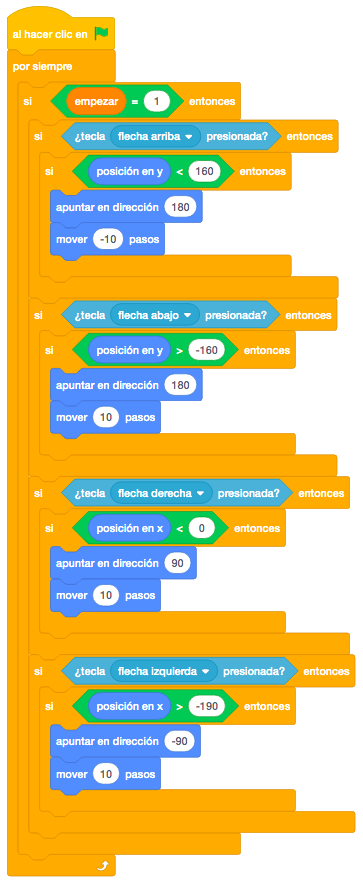 al hacer clic en
por siempre
si empezar = 1 entonces
si ¿tecla flecha arriba presionada? entonces
si posición en y < 160 entonces
apuntar en dirección 180
mover -10 pasos
si ¿tecla flecha abajo presionada? entonces
si posición en y > -160 entonces
apuntar en dirección 180
mover 10 pasos
si ¿tecla flecha derecha presionada? entonces
si posición en x < 0 entonces
apuntar en dirección 90
mover 10 pasos
si ¿tecla flecha izquierda presionada? entonces
si posición en x > -190 entonces
apuntar en dirección -90
mover 10 pasos